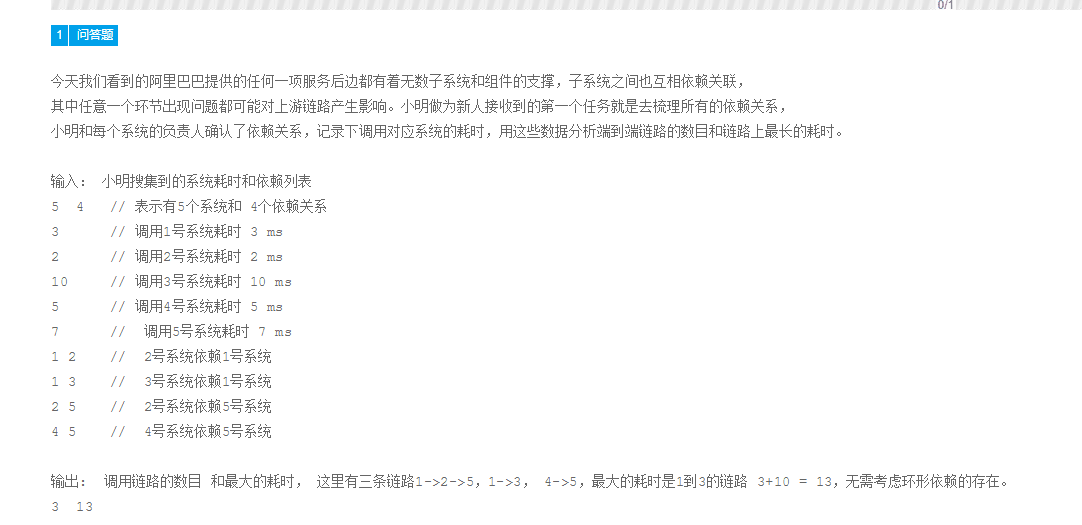 0/1
1 问答题
今天我们看到的阿里巴巴提供的任何一项服务后边都有着无数子系统和组件的支撑，子系统之间也互相依赖关联，
其中任意一个环节出现问题都可能对上游链路产生影响。小明做为新人接收到的第一个任务就是去梳理所有的依赖关系，
小明和每个系统的负责人确认了依赖关系，记录下调用对应系统的耗时，用这些数据分析端到端链路的数目和链路上最长的耗时。
输入： 小明搜集到的系统耗时和依赖列表
5  4   // 表示有5个系统和 4个依赖关系
3      // 调用1号系统耗时 3 ms
2      // 调用2号系统耗时 2 ms
10     // 调用3号系统耗时 10 ms
5      // 调用4号系统耗时 5 ms
7      //  调用5号系统耗时 7 ms
1 2    //  2号系统依赖1号系统
1 3    //  3号系统依赖1号系统
2 5    //  2号系统依赖5号系统
4 5    //  4号系统依赖5号系统
输出： 调用链路的数目 和最大的耗时， 这里有三条链路1->2->5，1->3， 4->5，最大的耗时是1到3的链路 3+10 = 13，无需考虑环形依赖的存在。
3  13